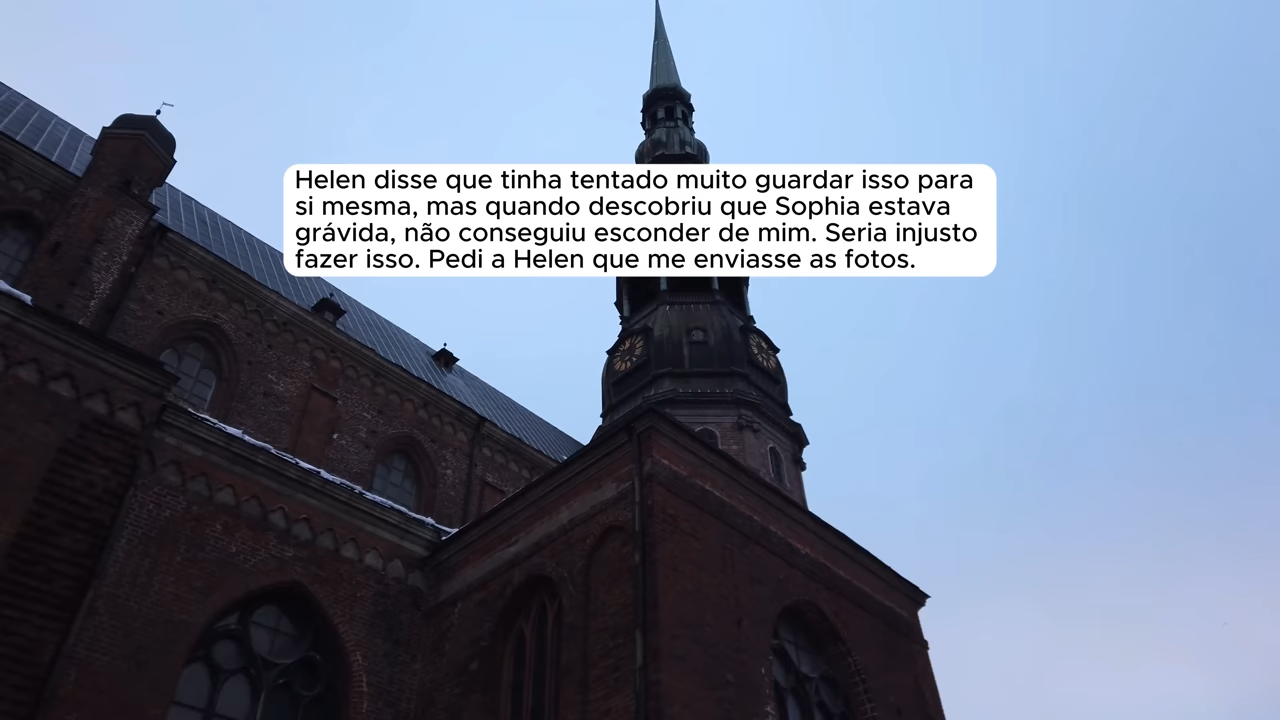 Helen disse que tinha tentado muito guardar isso para
si mesma, mas quando descobriu que Sophia estava
grávida, não conseguiu esconder de mim. Seria injusto
fazer isso. Pedi a Helen que me enviasse as fotos.